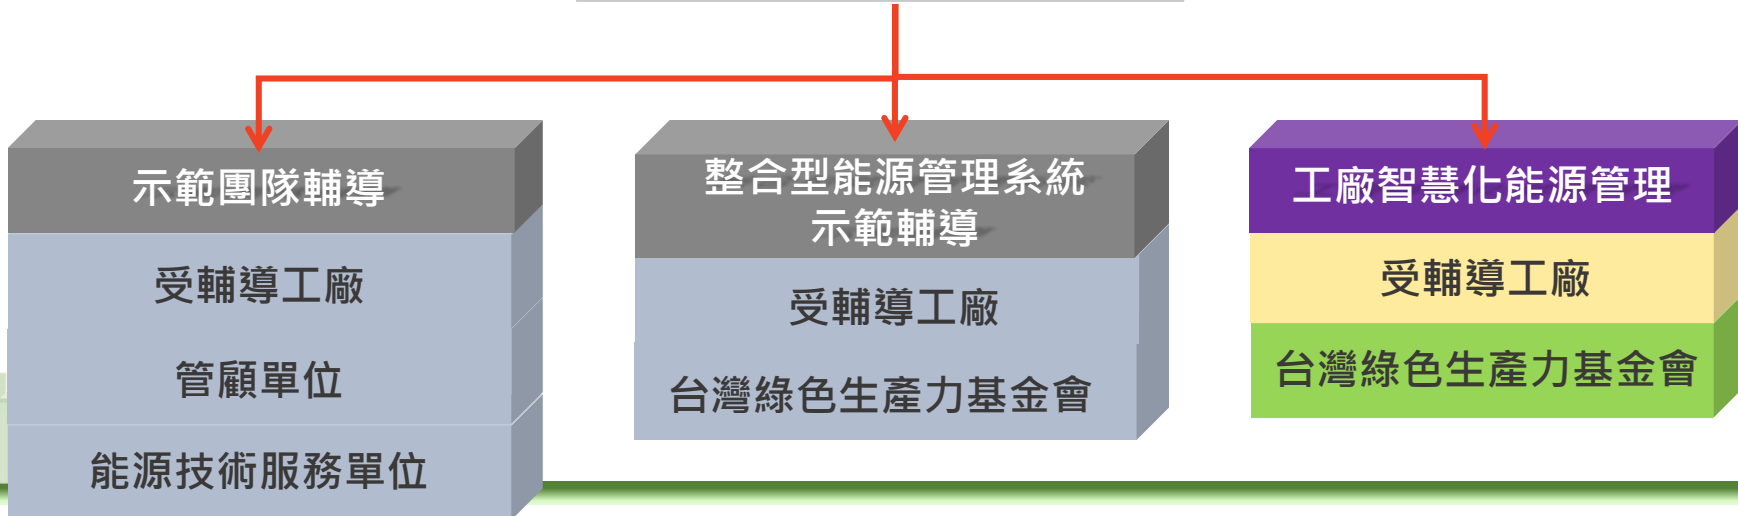 示範團隊輔導
受輔導工廠
管顧單位
能源技術服務單位
整合型能源管理系統
示範輔導
受輔導工廠
台灣綠色生產力基金會
工廠智慧化能源管理
受輔導工廠
台灣綠色生產力基金會